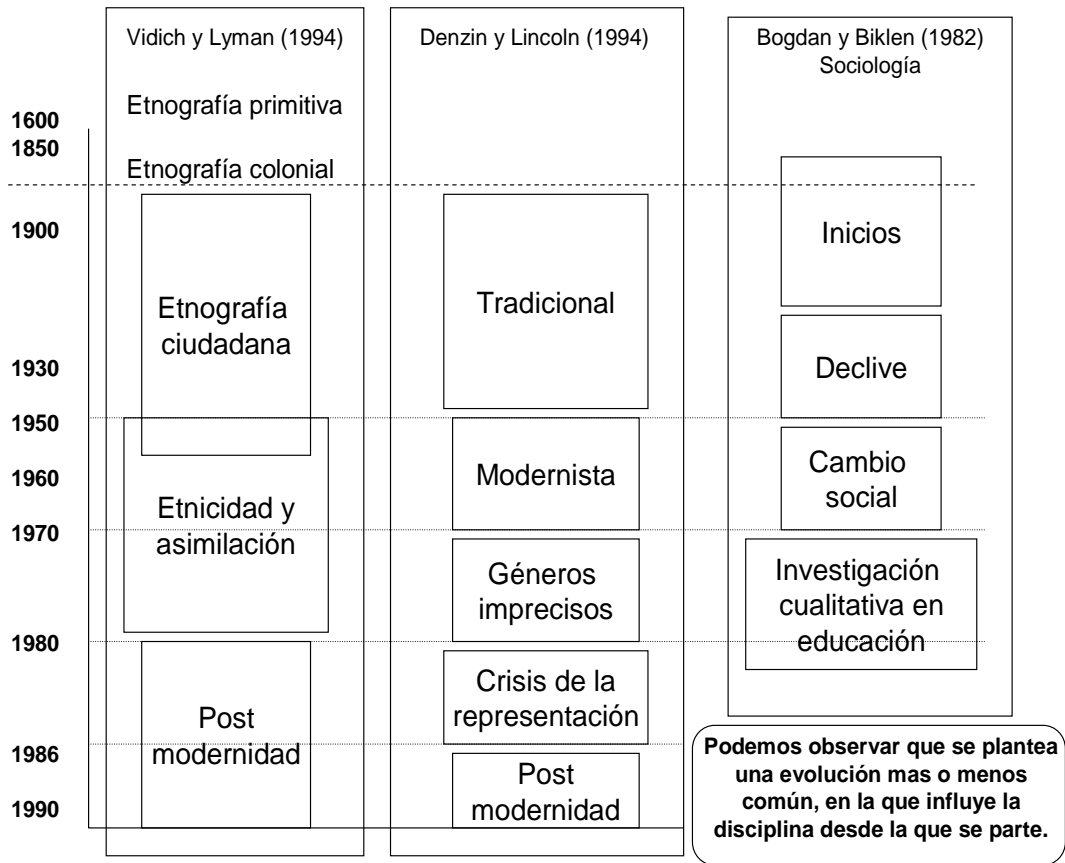 Vidich y Lyman (1994)
Etnografía primitiva
Etnografía colonial
Etnografía
ciudadana
Etnicidad y
asimilación
Post
modernidad
Denzin y Lincoln (1994)
Tradicional
Modernista
Géneros
imprecisos
Crisis de la
representación
Post
modernidad
Bogdan y Biklen (1982)
Sociología
Inicios
Declive
Cambio
social
Investigación
cualitativa en
educación
1600
1850
1900
1930
1950
1960
1970
1980
1986
1990
Podemos observar que se plantea
una evolución mas o menos
común, en la que influye la
disciplina desde la que se parte.